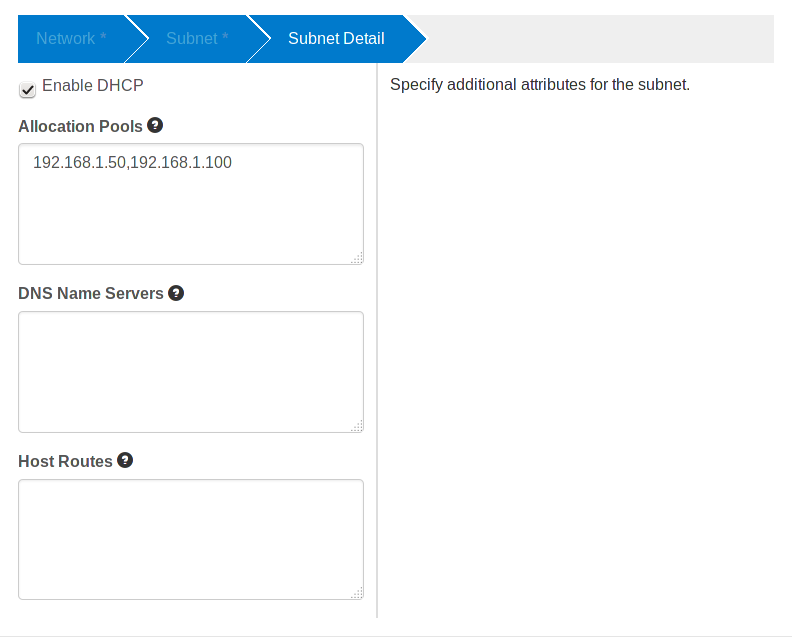 Network * Subnet * Subnet Detail
Enable DHCP
Specify additional attributes for the subnet.
Allocation Pools ?
192.168.1.50,192.168.1.100
DNS Name Servers ?
Host Routes ?